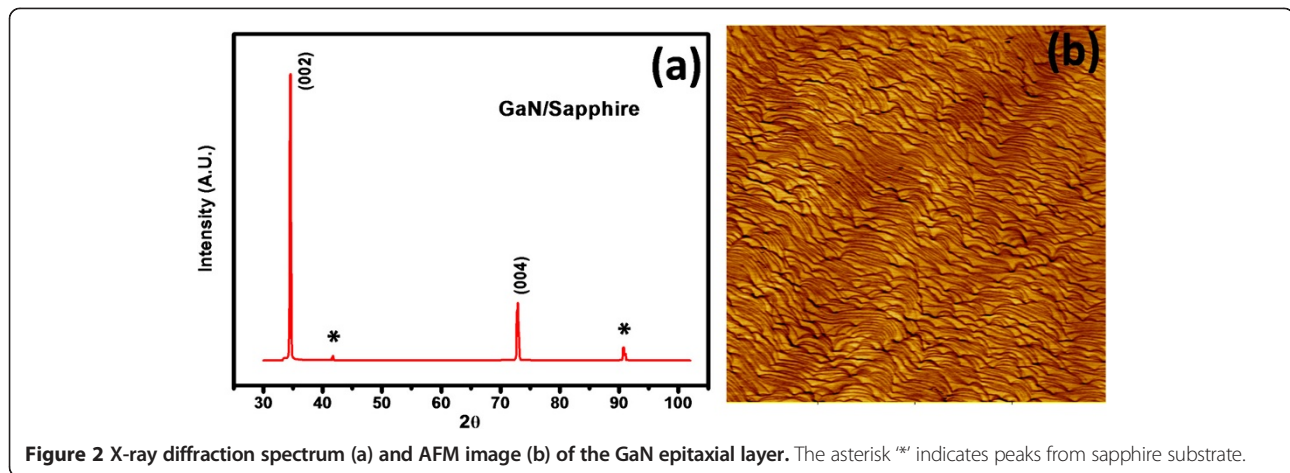 (a)
(002)
GaN/Sapphire
Intensity (A.U.)
(004)
*
*
30 40 50 60 70 80 90 100
2θ
(b)
Figure 2 X-ray diffraction spectrum (a) and AFM image (b) of the GaN epitaxial layer. The asterisk '*' indicates peaks from sapphire substrate.